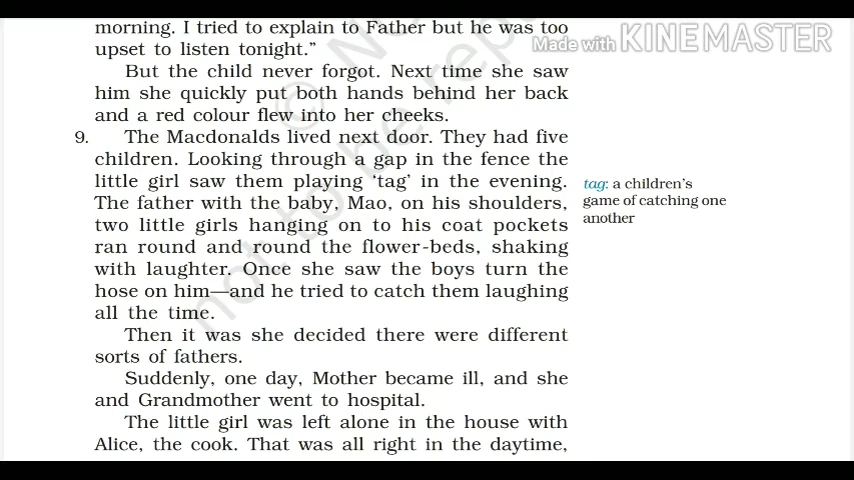 morning. I tried to explain to Father but he was too
upset to listen tonight.”
Made with KINEMASTER
But the child never forgot. Next time she saw
him she quickly put both hands behind her back
and a red colour flew into her cheeks.
9. The Macdonalds lived next door. They had five
children. Looking through a gap in the fence the
little girl saw them playing ‘tag’ in the evening.
The father with the baby, Mao, on his shoulders,
two little girls hanging on to his coat pockets
ran round and round the flower-beds, shaking
with laughter. Once she saw the boys turn the
hose on him—and he tried to catch them laughing
all the time.
tag: a children’s
game of catching one
another
Then it was she decided there were different
sorts of fathers.
Suddenly, one day, Mother became ill, and she
and Grandmother went to hospital.
The little girl was left alone in the house with
Alice, the cook. That was all right in the daytime,
not to be rep